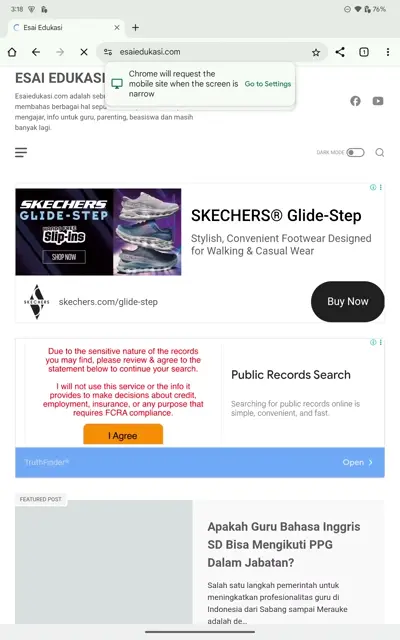 3:18
76%
Esai Edukasi
esaiedukasi.com
1
Chrome will request the
mobile site when the screen is
narrow
Go to Settings
ESAI EDUKASI
Esaiedukasi.com adalah
membahas berbagai hal
mengajar, info untuk guru, parenting, beasiswa dan masih
banyak lagi.
DARK MODE
SKECHERS
GLIDE-STEP
Slip-ins
SHOP NOW
SKECHERS® Glide-Step
Stylish, Convenient Footwear Designed
for Walking & Casual Wear
SKECHERS
skechers.com/glide-step
Buy Now
Due to the sensitive nature of the records
you may find, please review & agree to the
statement below to continue your search.
I will not use this service or the info it
provides to make decisions about credit,
employment, insurance, or any purpose that
requires FCRA compliance.
I Agree
Public Records Search
Searching for public records online is
simple, convenient, and fast.
TruthFinder®
Open
FEATURED POST
Apakah Guru Bahasa Inggris
SD Bisa Mengikuti PPG
Dalam Jabatan?
Salah satu langkah pemerintah untuk
meningkatkan profesionalitas guru di
Indonesia dari Sabang sampai Merauke
adalah de...